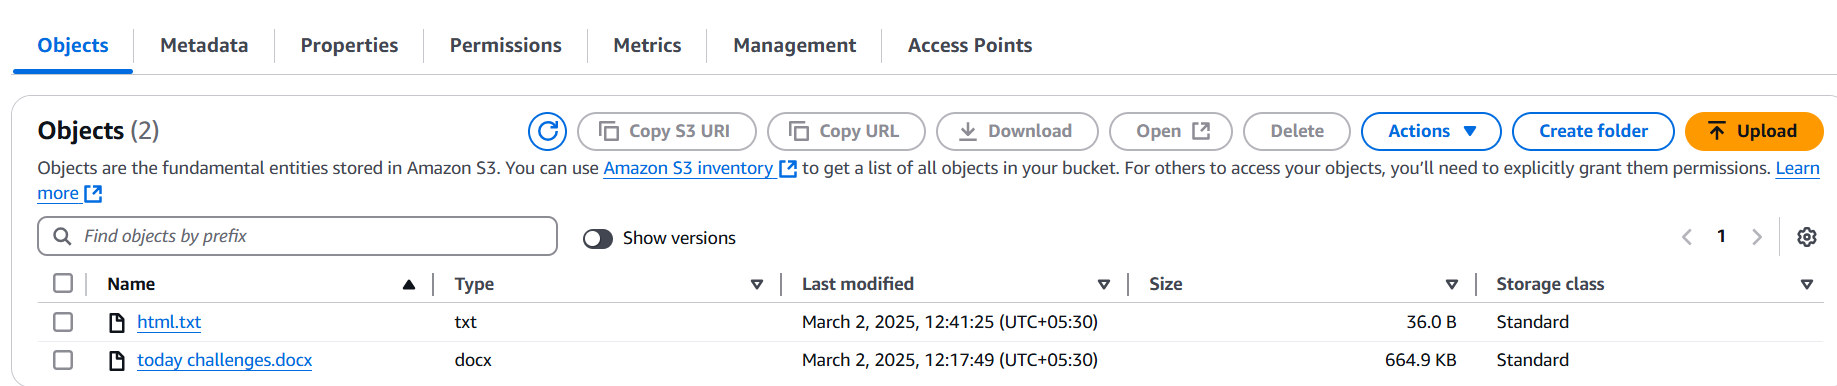 Objects Metadata Properties Permissions Metrics Management Access Points
Objects (2) Copy S3 URI Copy URL Download Open Delete Actions Create folder Upload
Objects are the fundamental entities stored in Amazon S3. You can use Amazon S3 inventory to get a list of all objects in your bucket. For others to access your objects, you’ll need to explicitly grant them permissions. Learn
more
Find objects by prefix Show versions 1
Name Type Last modified Size Storage class
html.txt txt March 2, 2025, 12:41:25 (UTC+05:30) 36.0 B Standard
today challenges.docx docx March 2, 2025, 12:17:49 (UTC+05:30) 664.9 KB Standard